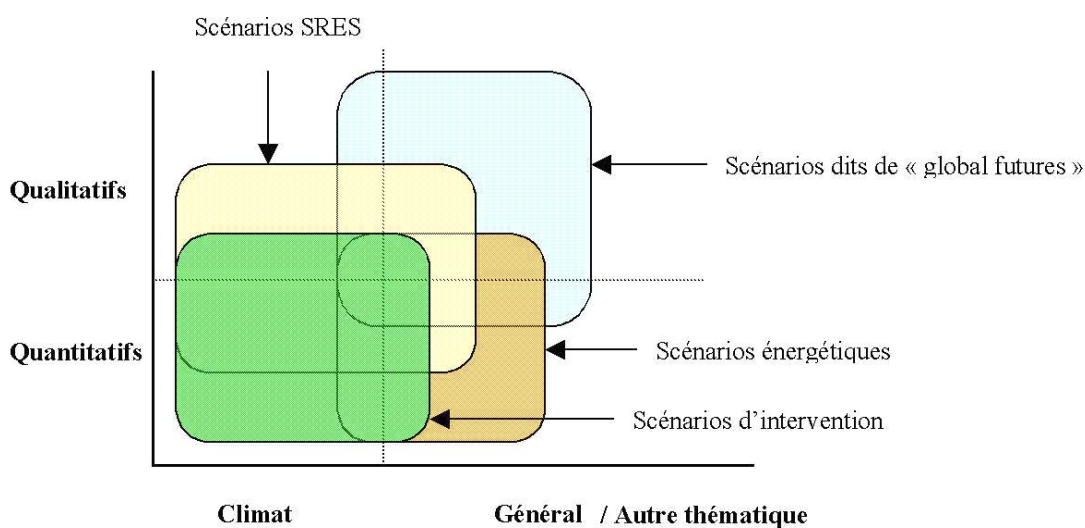 Scénarios SRES
Scénarios dits de « global futures »
Qualitatifs
Quantitatifs
Scénarios énergétiques
Scénarios d’intervention
Climat
Général / Autre thématique